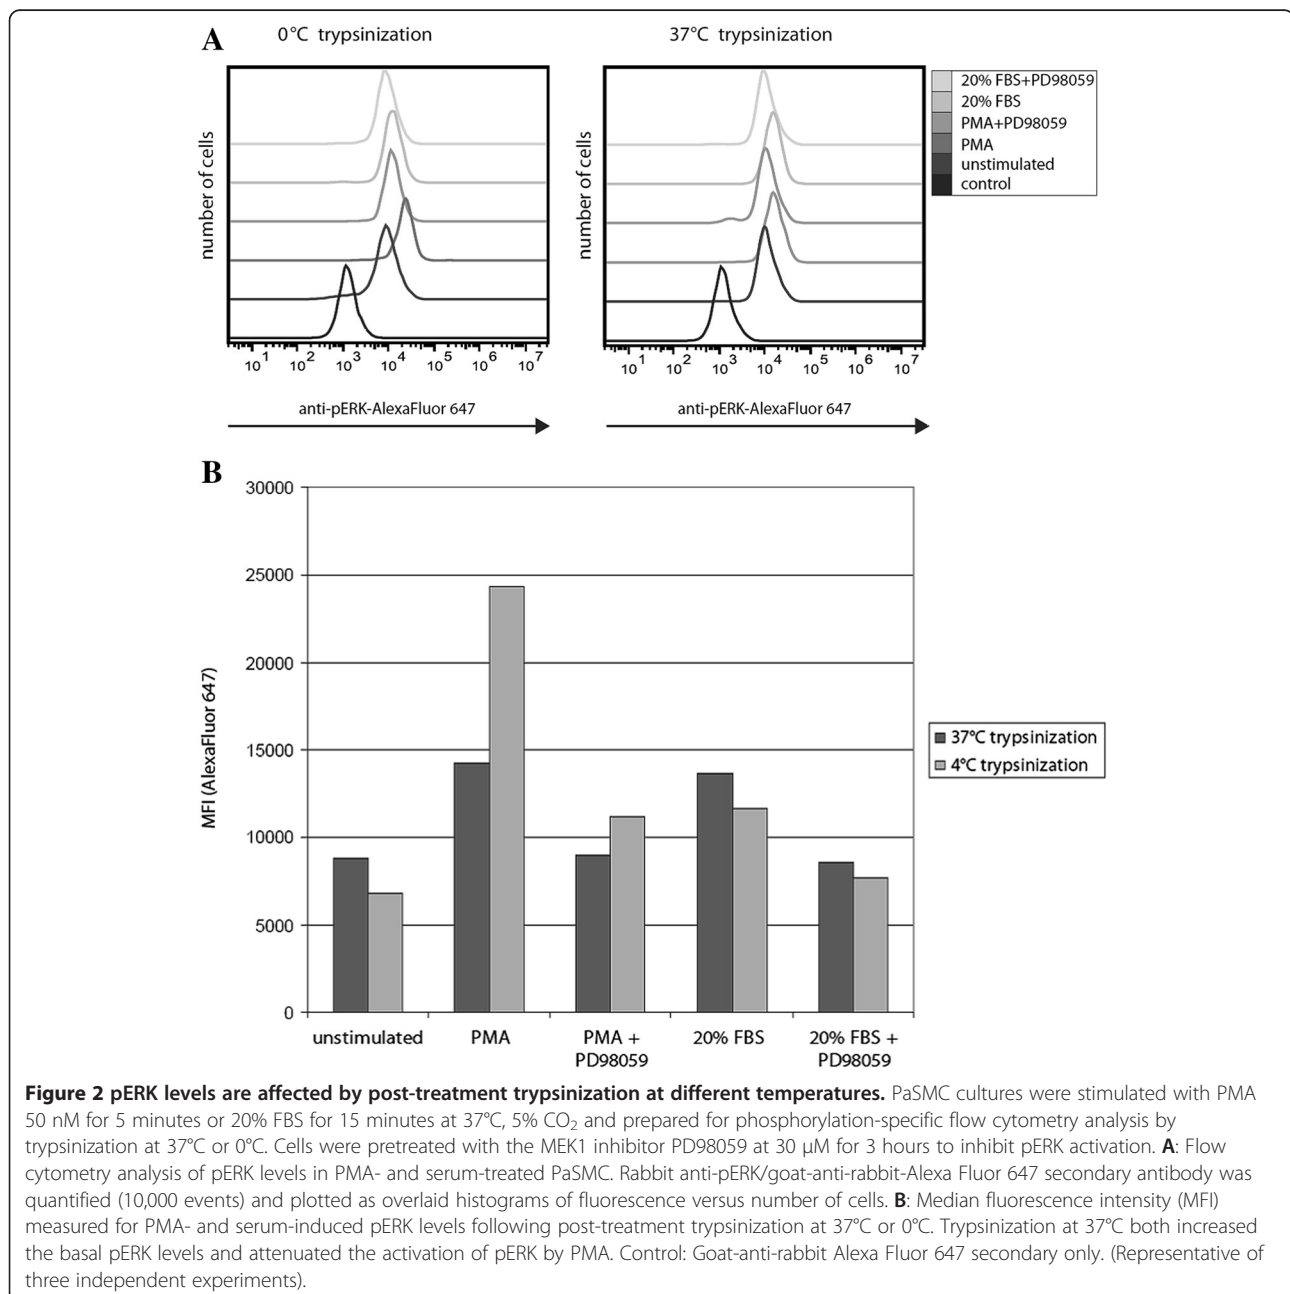 A
0°C trypsinization
37°C trypsinization
number of cells
number of cells
20% FBS+PD98059
20% FBS
PMA+PD98059
PMA
unstimulated
control
10^1 10^2 10^3 10^4 10^5 10^6 10^7
10^1 10^2 10^3 10^4 10^5 10^6 10^7
anti-pERK-AlexaFluor 647
anti-pERK-AlexaFluor 647
B
MFI (AlexaFluor 647)
30000
25000
20000
15000
10000
5000
0
37°C trypsinization
4°C trypsinization
unstimulated
PMA
PMA +
PD98059
20% FBS
20% FBS +
PD98059
Figure 2 pERK levels are affected by post-treatment trypsinization at different temperatures. PaSMC cultures were stimulated with PMA
50 nM for 5 minutes or 20% FBS for 15 minutes at 37°C, 5% CO₂ and prepared for phosphorylation-specific flow cytometry analysis by
trypsinization at 37°C or 0°C. Cells were pretreated with the MEK1 inhibitor PD98059 at 30 μM for 3 hours to inhibit pERK activation. A: Flow
cytometry analysis of pERK levels in PMA- and serum-treated PaSMC. Rabbit anti-pERK/goat-anti-rabbit-Alexa Fluor 647 secondary antibody was
quantified (10,000 events) and plotted as overlaid histograms of fluorescence versus number of cells. B: Median fluorescence intensity (MFI)
measured for PMA- and serum-induced pERK levels following post-treatment trypsinization at 37°C or 0°C. Trypsinization at 37°C both increased
the basal pERK levels and attenuated the activation of pERK by PMA. Control: Goat-anti-rabbit Alexa Fluor 647 secondary only. (Representative of
three independent experiments).